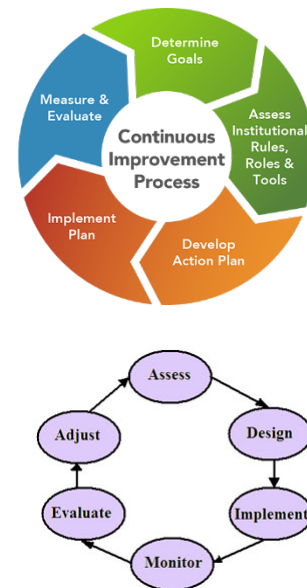 Determine
Goals
Measure &
Evaluate
Assess
Institutional
Rules,
Roles &
Tools
Continuous
Improvement
Process
Implement
Plan
Develop
Action Plan
Assess
Adjust
Design
Evaluate
Implement
Monitor